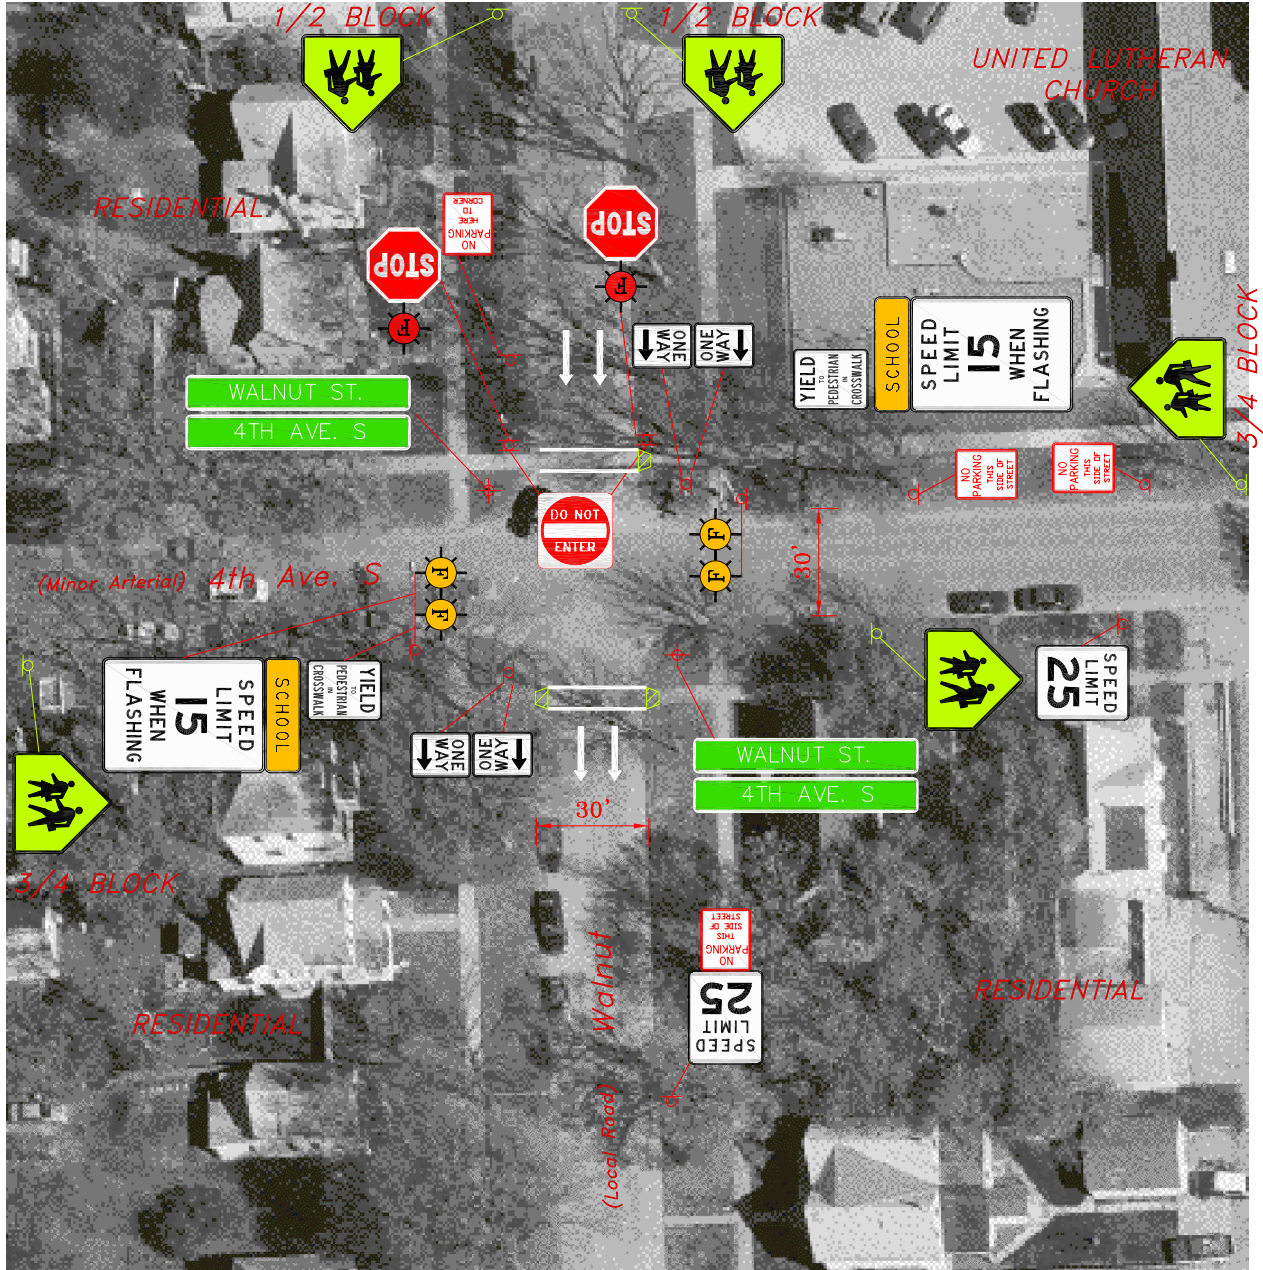 1/2 BLOCK
1/2 BLOCK
UNITED LUTHERAN
CHURCH
RESIDENTIAL
NO
PARKING
HERE
TO
CORNER
STOP
F
STOP
F
ONE
WAY
ONE
WAY
YIELD
TO
PEDESTRIAN
IN
CROSSWALK
SCHOOL
SPEED
LIMIT
15
WHEN
FLASHING
3/4 BLOCK
WALNUT ST.
4TH AVE. S
NO
PARKING
THIS
SIDE OF
STREET
NO
PARKING
THIS
SIDE OF
STREET
DO NOT
ENTER
F
F
30'
(Minor Arterial) 4th Ave. S
F
F
SPEED
LIMIT
15
WHEN
FLASHING
SCHOOL
YIELD
TO
PEDESTRIAN
IN
CROSSWALK
SPEED
LIMIT
25
ONE
WAY
ONE
WAY
WALNUT ST.
4TH AVE. S
30'
3/4 BLOCK
NO
PARKING
THIS
SIDE OF
STREET
SPEED
LIMIT
25
Walnut
(Local Road)
RESIDENTIAL
RESIDENTIAL